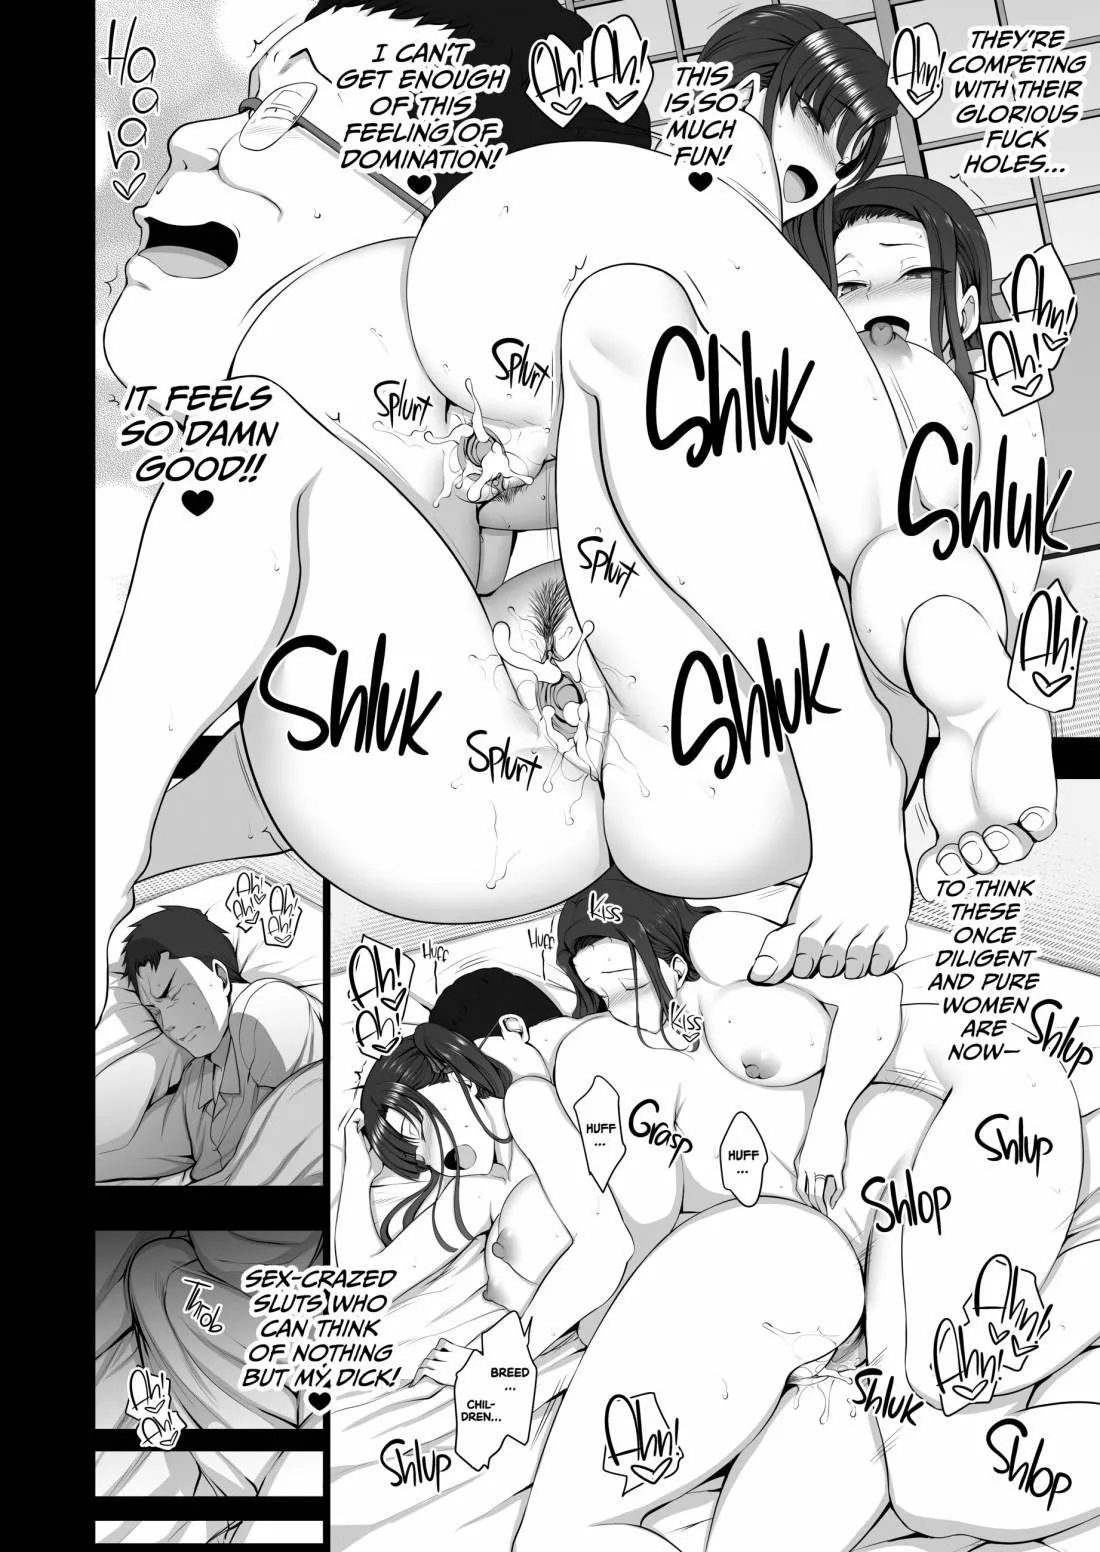 THEY'RE
COMPETING
WITH THEIR
GLORIOUS
FUCK
HOLES...
Ahn!
THIS
IS SO
MUCH
FUN!
Ah! Ah!
I CAN'T
GET ENOUGH
OF THIS
FEELING OF
DOMINATION!
Haaah
Ahn!
Ah!
IT FEELS
SO DAMN
GOOD!!
Splurt
Splurt
Shluk
Shluk
Splurt
Ah!
Shluk
Shluk
Splurt
TO THINK
THESE
ONCE
DILIGENT
AND PURE
WOMEN
ARE
NOW—
Kiss
Huff
Huff
Kiss
Ah!
Ah!
Ah!
Ah!
Ah!
Ah!
Shlup
Grasp
HUFF
...
HUFF
...
Shlup
Shlop
Throb
SEX-CRAZED
SLUTS WHO
CAN THINK
OF NOTHING
BUT MY DICK!
Ah!
Ah!
BREED
...
CHIL-
DREN...
Ahn!
Ahn!
Shluk
Ahn!
Shlup
Shlop